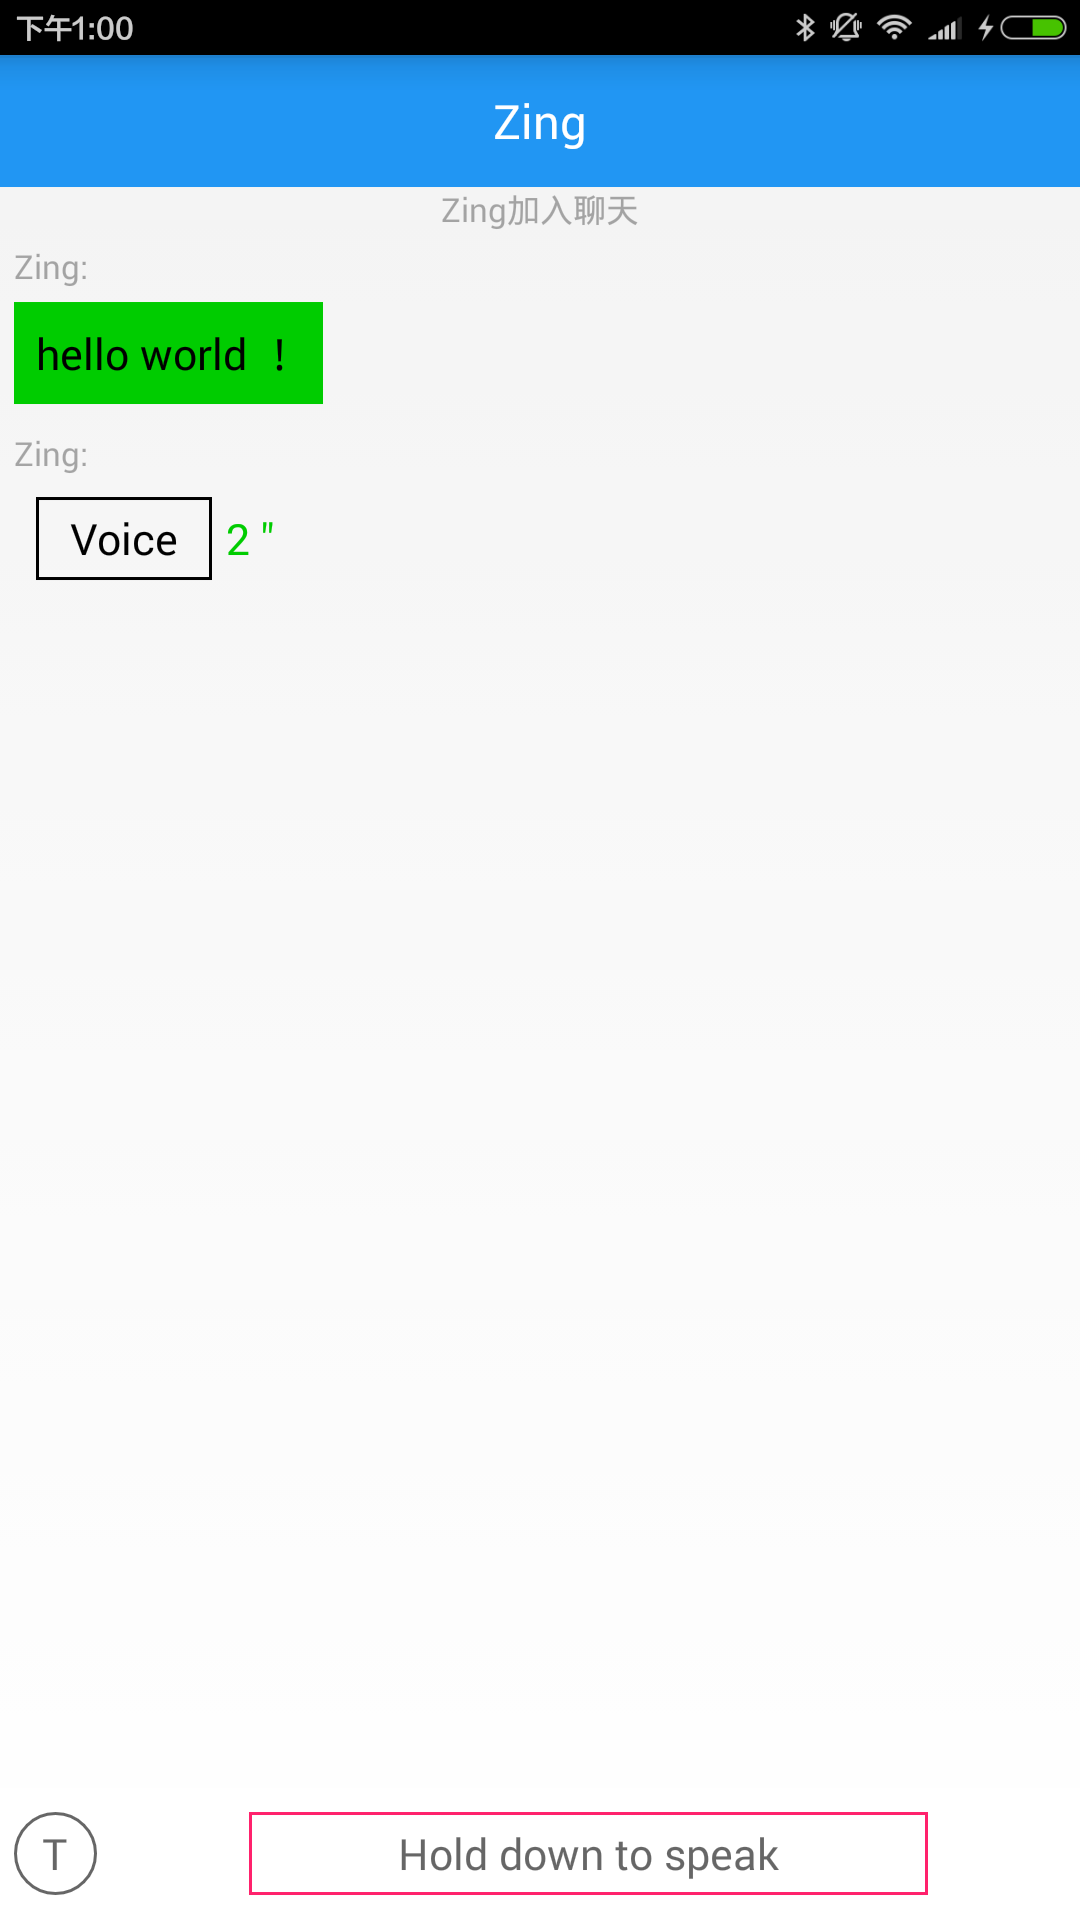 下午1:00
Zing
Zing加入聊天
Zing:
hello world ！
Zing:
Voice 2 "
T Hold down to speak